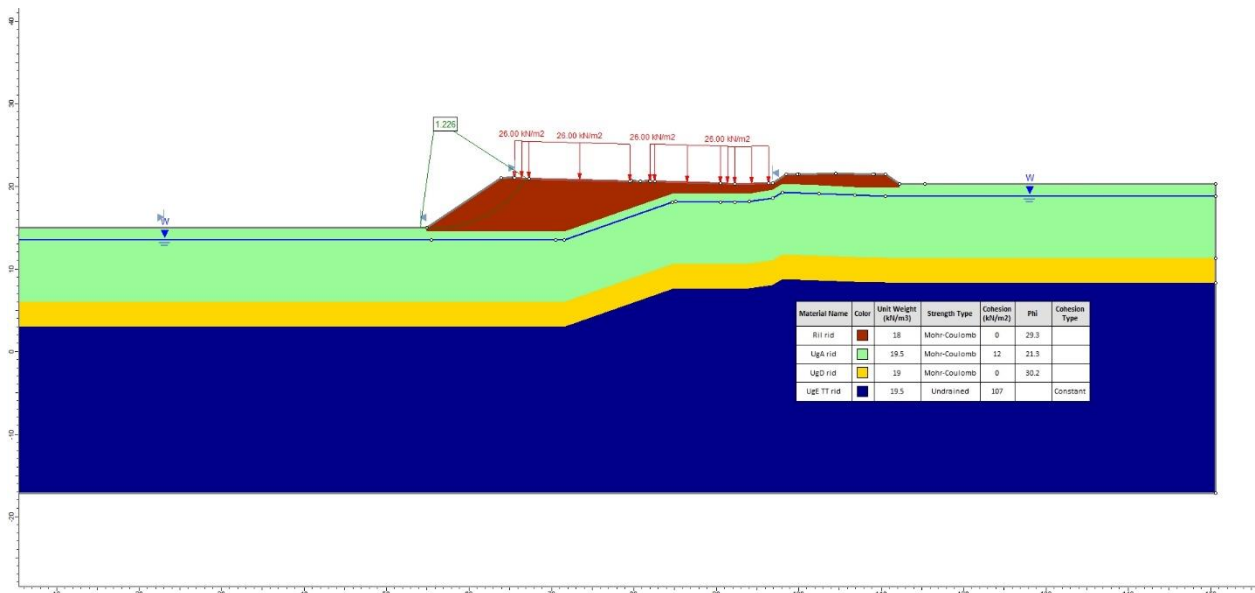 40
30
1.226
26.00 kN/m2 26.00 kN/m2 26.00 kN/m2 26.00 kN/m2
20
W W W
10
Material Name Color Unit Weight (kN/m3) Strength Type Cohesion (kN/m2) Phi Cohesion Type
Ril rid 18 Mohr-Coulomb 0 29.3
UgA rid 19.5 Mohr-Coulomb 12 21.3
UgD rid 19 Mohr-Coulomb 0 30.2
UgE TT rid 19.5 Undrained 107 Constant
0
-10
-20